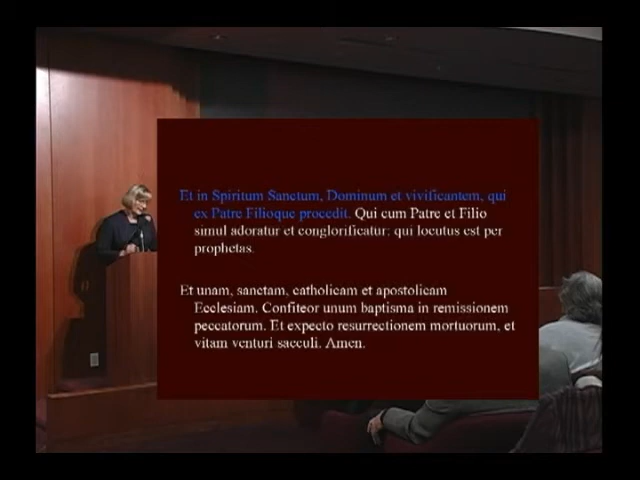 Et in Spiritum Sanctum, Dominum et vivificantem, qui
ex Patre Filioque procedit. Qui cum Patre et Filio
simul adoratur et conglorificatur: qui locutus est per
prophetas.
Et unam, sanctam, catholicam et apostolicam
Ecclesiam. Confiteor unum baptisma in remissionem
peccatorum. Et expecto resurrectionem mortuorum, et
vitam venturi saeculi. Amen.